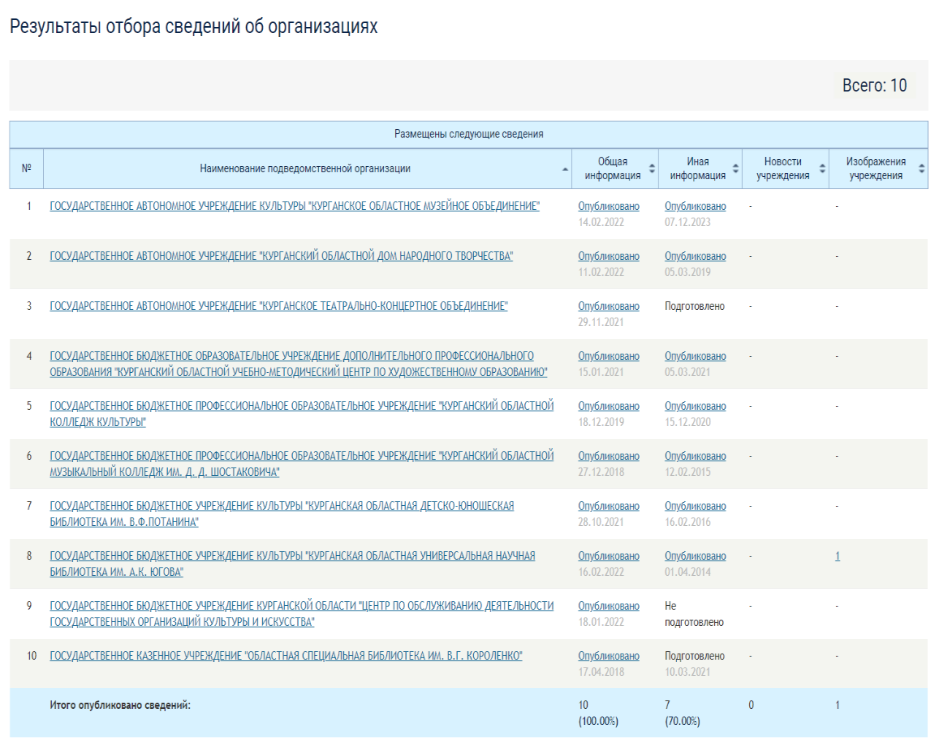 Результаты отбора сведений об организациях
Всего: 10
Размещены следующие сведения
№ Наименование подведомственной организации Общая информация Иная информация Новости учреждения Изображения учреждения
1 ГОСУДАРСТВЕННОЕ АВТОНОМНОЕ УЧРЕЖДЕНИЕ КУЛЬТУРЫ "КУРГАНСКОЕ ОБЛАСТНОЕ МУЗЕЙНОЕ ОБЪЕДИНЕНИЕ" Опубликовано Опубликовано - -
14.02.2022 07.12.2023
2 ГОСУДАРСТВЕННОЕ АВТОНОМНОЕ УЧРЕЖДЕНИЕ "КУРГАНСКИЙ ОБЛАСТНОЙ ДОМ НАРОДНОГО ТВОРЧЕСТВА" Опубликовано Опубликовано - -
11.02.2022 05.03.2019
3 ГОСУДАРСТВЕННОЕ АВТОНОМНОЕ УЧРЕЖДЕНИЕ "КУРГАНСКОЕ ТЕАТРАЛЬНО-КОНЦЕРТНОЕ ОБЪЕДИНЕНИЕ" Опубликовано Подготовлено - -
29.11.2021
4 ГОСУДАРСТВЕННОЕ БЮДЖЕТНОЕ ОБРАЗОВАТЕЛЬНОЕ УЧРЕЖДЕНИЕ ДОПОЛНИТЕЛЬНОГО ПРОФЕССИОНАЛЬНОГО Опубликовано Опубликовано - -
ОБРАЗОВАНИЯ "КУРГАНСКИЙ ОБЛАСТНОЙ УЧЕБНО-МЕТОДИЧЕСКИЙ ЦЕНТР ПО ХУДОЖЕСТВЕННОМУ ОБРАЗОВАНИЮ" 15.01.2021 05.03.2021
5 ГОСУДАРСТВЕННОЕ БЮДЖЕТНОЕ ПРОФЕССИОНАЛЬНОЕ ОБРАЗОВАТЕЛЬНОЕ УЧРЕЖДЕНИЕ "КУРГАНСКИЙ ОБЛАСТНОЙ Опубликовано Опубликовано - -
КОЛЛЕДЖ КУЛЬТУРЫ" 18.12.2019 15.12.2020
6 ГОСУДАРСТВЕННОЕ БЮДЖЕТНОЕ ПРОФЕССИОНАЛЬНОЕ ОБРАЗОВАТЕЛЬНОЕ УЧРЕЖДЕНИЕ "КУРГАНСКИЙ ОБЛАСТНОЙ Опубликовано Опубликовано - -
МУЗЫКАЛЬНЫЙ КОЛЛЕДЖ ИМ. Д. Д. ШОСТАКОВИЧА" 27.12.2018 12.02.2015
7 ГОСУДАРСТВЕННОЕ БЮДЖЕТНОЕ УЧРЕЖДЕНИЕ КУЛЬТУРЫ "КУРГАНСКАЯ ОБЛАСТНАЯ ДЕТСКО-ЮНОШЕСКАЯ Опубликовано Опубликовано - -
БИБЛИОТЕКА ИМ. В.Ф.ПОТАНИНА" 28.10.2021 16.02.2016
8 ГОСУДАРСТВЕННОЕ БЮДЖЕТНОЕ УЧРЕЖДЕНИЕ КУЛЬТУРЫ "КУРГАНСКАЯ ОБЛАСТНАЯ УНИВЕРСАЛЬНАЯ НАУЧНАЯ Опубликовано Опубликовано - 1
БИБЛИОТЕКА ИМ. А.К. ЮГОВА" 16.02.2022 01.04.2014
9 ГОСУДАРСТВЕННОЕ БЮДЖЕТНОЕ УЧРЕЖДЕНИЕ КУРГАНСКОЙ ОБЛАСТИ "ЦЕНТР ПО ОБСЛУЖИВАНИЮ ДЕЯТЕЛЬНОСТИ Опубликовано Не - -
ГОСУДАРСТВЕННЫХ ОРГАНИЗАЦИЙ КУЛЬТУРЫ И ИСКУССТВА" 18.01.2022 подготовлено
10 ГОСУДАРСТВЕННОЕ КАЗЕННОЕ УЧРЕЖДЕНИЕ "ОБЛАСТНАЯ СПЕЦИАЛЬНАЯ БИБЛИОТЕКА ИМ. В.Г. КОРОЛЕНКО" Опубликовано Подготовлено - -
17.04.2018 10.03.2021
Итого опубликовано сведений: 10 7 0 1
(100.00%) (70.00%)